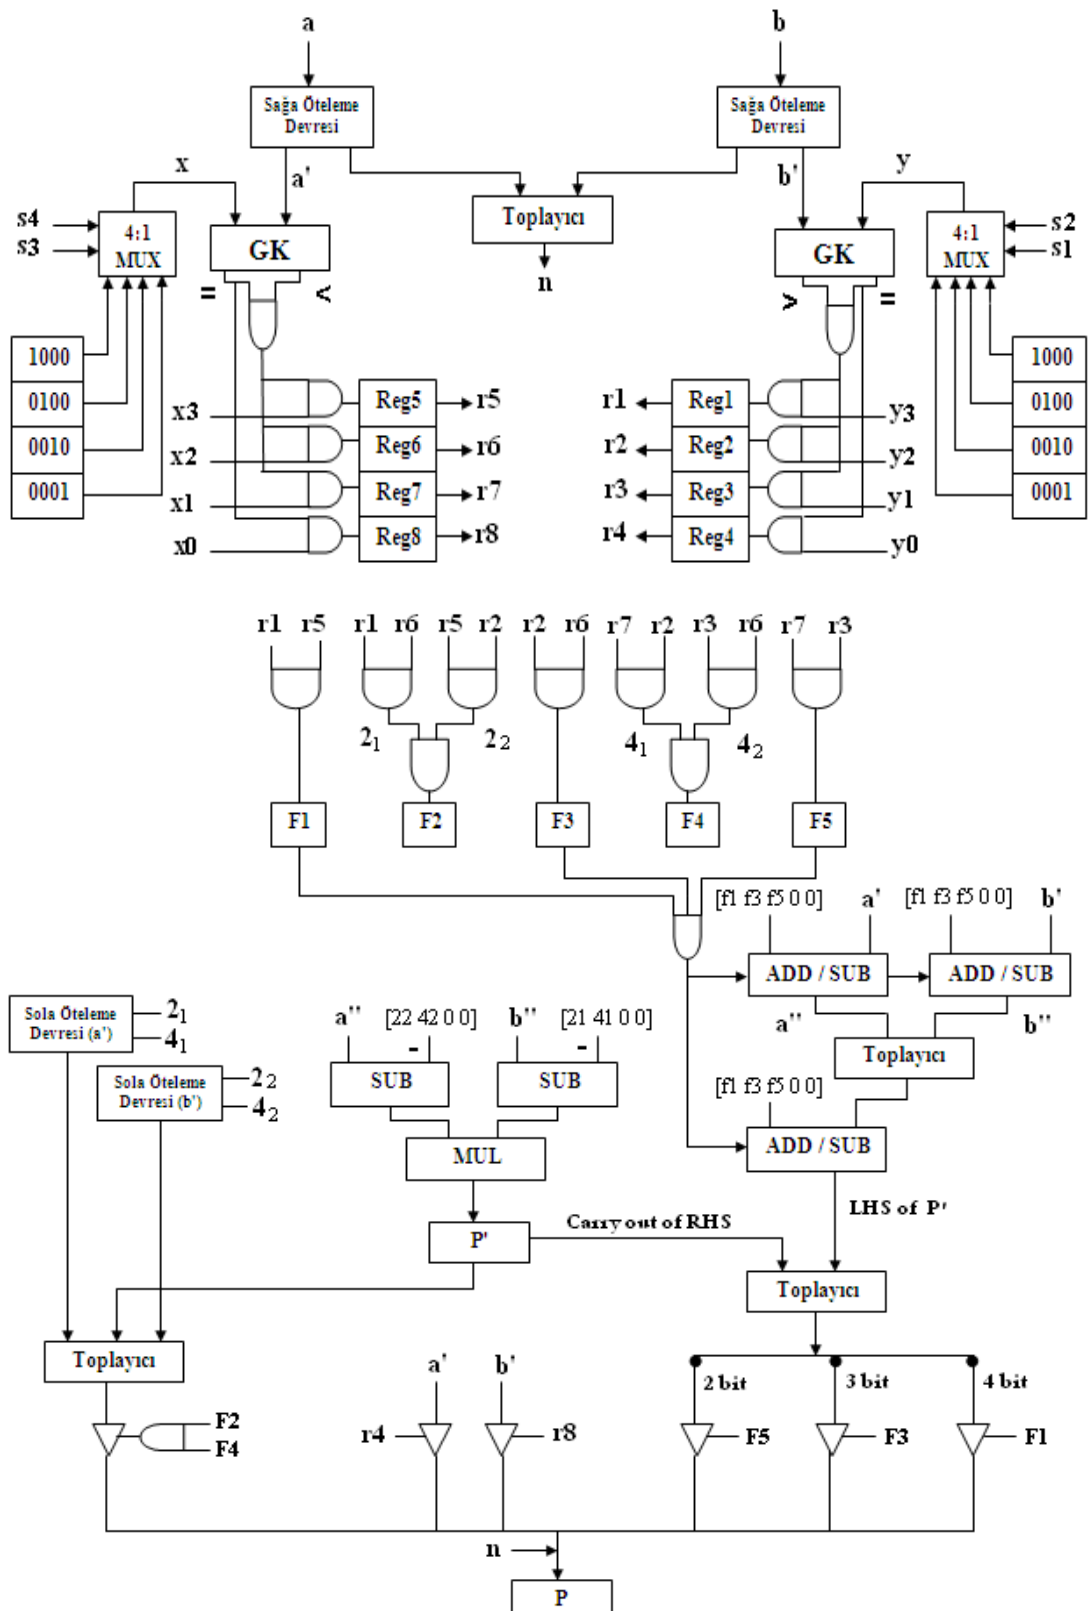 a b
Sağa Öteleme
Devresi
Sağa Öteleme
Devresi
x a' b' y
s4
s3
4:1
MUX
GK
Toplayıcı
n
GK
4:1
MUX
s2
s1
= <
> =
1000
0100
0010
0001
x3
x2
x1
x0
Reg5
Reg6
Reg7
Reg8
r5
r6
r7
r8
r1
r2
r3
r4
Reg1
Reg2
Reg3
Reg4
y3
y2
y1
y0
1000
0100
0010
0001
r1 r5 r1 r6 r5 r2 r2 r6 r7 r2 r3 r6 r7 r3
2₁ 2₂ 4₁ 4₂
F1 F2 F3 F4 F5
[f1 f3 f5 0 0] a' [f1 f3 f5 0 0] b'
ADD / SUB ADD / SUB
a'' b''
Toplayıcı
Sola Öteleme
Devresi (a')
2₁
4₁
Sola Öteleme
Devresi (b')
2₂
4₂
a'' [22 42 0 0] b'' [21 41 0 0]
- -
SUB SUB
MUL
P'
[f1 f3 f5 0 0]
ADD / SUB
Carry out of RHS
LHS of P'
Toplayıcı
Toplayıcı
2 bit 3 bit 4 bit
F2
F4
a' b'
r4 r8
F5 F3 F1
n
P